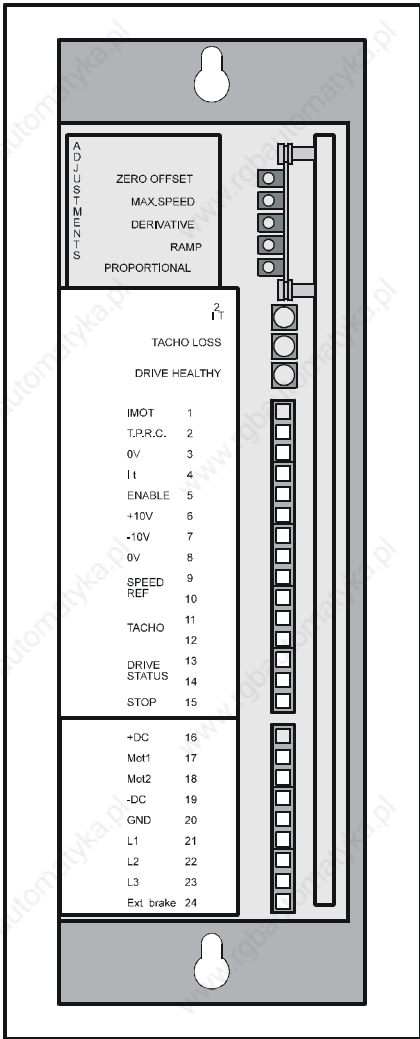 ADJUSTMENTS
ZERO OFFSET
MAX.SPEED
DERIVATIVE
RAMP
PROPORTIONAL
I²T
TACHO LOSS
DRIVE HEALTHY
IMOT 1
T.P.R.C. 2
0V 3
I t 4
ENABLE 5
+10V 6
-10V 7
0V 8
SPEED REF 9
10
TACHO 11
12
DRIVE STATUS 13
14
STOP 15
+DC 16
Mot1 17
Mot2 18
-DC 19
GND 20
L1 21
L2 22
L3 23
Ext brake 24
www.rgbautomatyka.pl